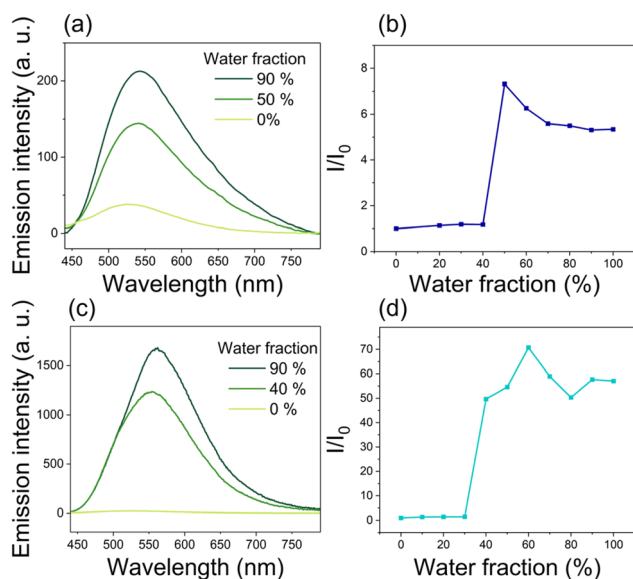 (a)
Emission intensity (a. u.)
200
100
0
Water fraction
90 %
50 %
0%
450 500 550 600 650 700 750
Wavelength (nm)
(b)
I/I0
8
6
4
2
0
0 20 40 60 80 100
Water fraction (%)
(c)
Emission intensity (a. u.)
1500
1000
500
0
Water fraction
90 %
40 %
0 %
450 500 550 600 650 700 750
Wavelength (nm)
(d)
I/I0
70
60
50
40
30
20
10
0
0 20 40 60 80 100
Water fraction (%)